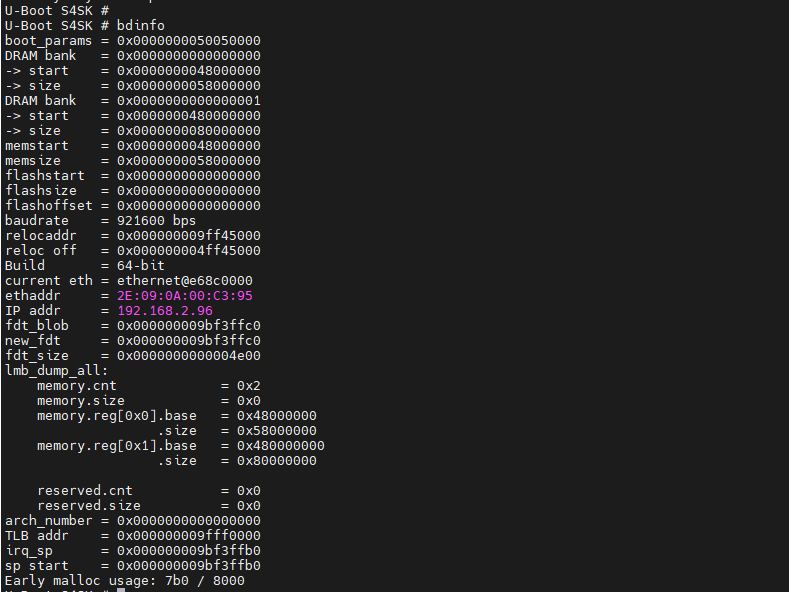 U-Boot S4SK #
U-Boot S4SK # bdinfo
boot_params = 0x0000000050050000
DRAM bank   = 0x0000000000000000
-> start    = 0x0000000048000000
-> size     = 0x0000000058000000
DRAM bank   = 0x0000000000000001
-> start    = 0x0000000480000000
-> size     = 0x0000000080000000
memstart    = 0x0000000048000000
memsize     = 0x0000000058000000
flashstart  = 0x0000000000000000
flashsize   = 0x0000000000000000
flashoffset = 0x0000000000000000
baudrate    = 921600 bps
relocaddr   = 0x000000009ff45000
reloc off   = 0x000000004ff45000
Build       = 64-bit
current eth = ethernet@e68c0000
ethaddr     = 2E:09:0A:00:C3:95
IP addr     = 192.168.2.96
fdt_blob    = 0x000000009bf3ffc0
new_fdt     = 0x000000009bf3ffc0
fdt_size    = 0x0000000000004e00
lmb_dump_all:
    memory.cnt             = 0x2
    memory.size            = 0x0
    memory.reg[0x0].base   = 0x48000000
                   .size   = 0x58000000
    memory.reg[0x1].base   = 0x480000000
                   .size   = 0x80000000
    reserved.cnt           = 0x0
    reserved.size          = 0x0
arch_number = 0x0000000000000000
TLB addr    = 0x000000009fff0000
irq_sp      = 0x000000009bf3ffb0
sp start    = 0x000000009bf3ffb0
Early malloc usage: 7b0 / 8000
U-Boot S4SK #